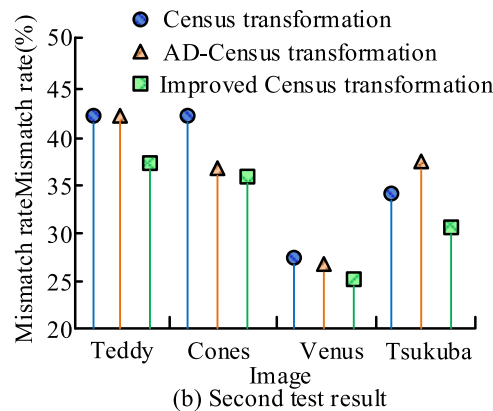 Census transformation
AD-Census transformation
Improved Census transformation
Mismatch rateMismatch rate(%)
50
45
40
35
30
25
20
Teddy Cones Venus Tsukuba
Image
(b) Second test result